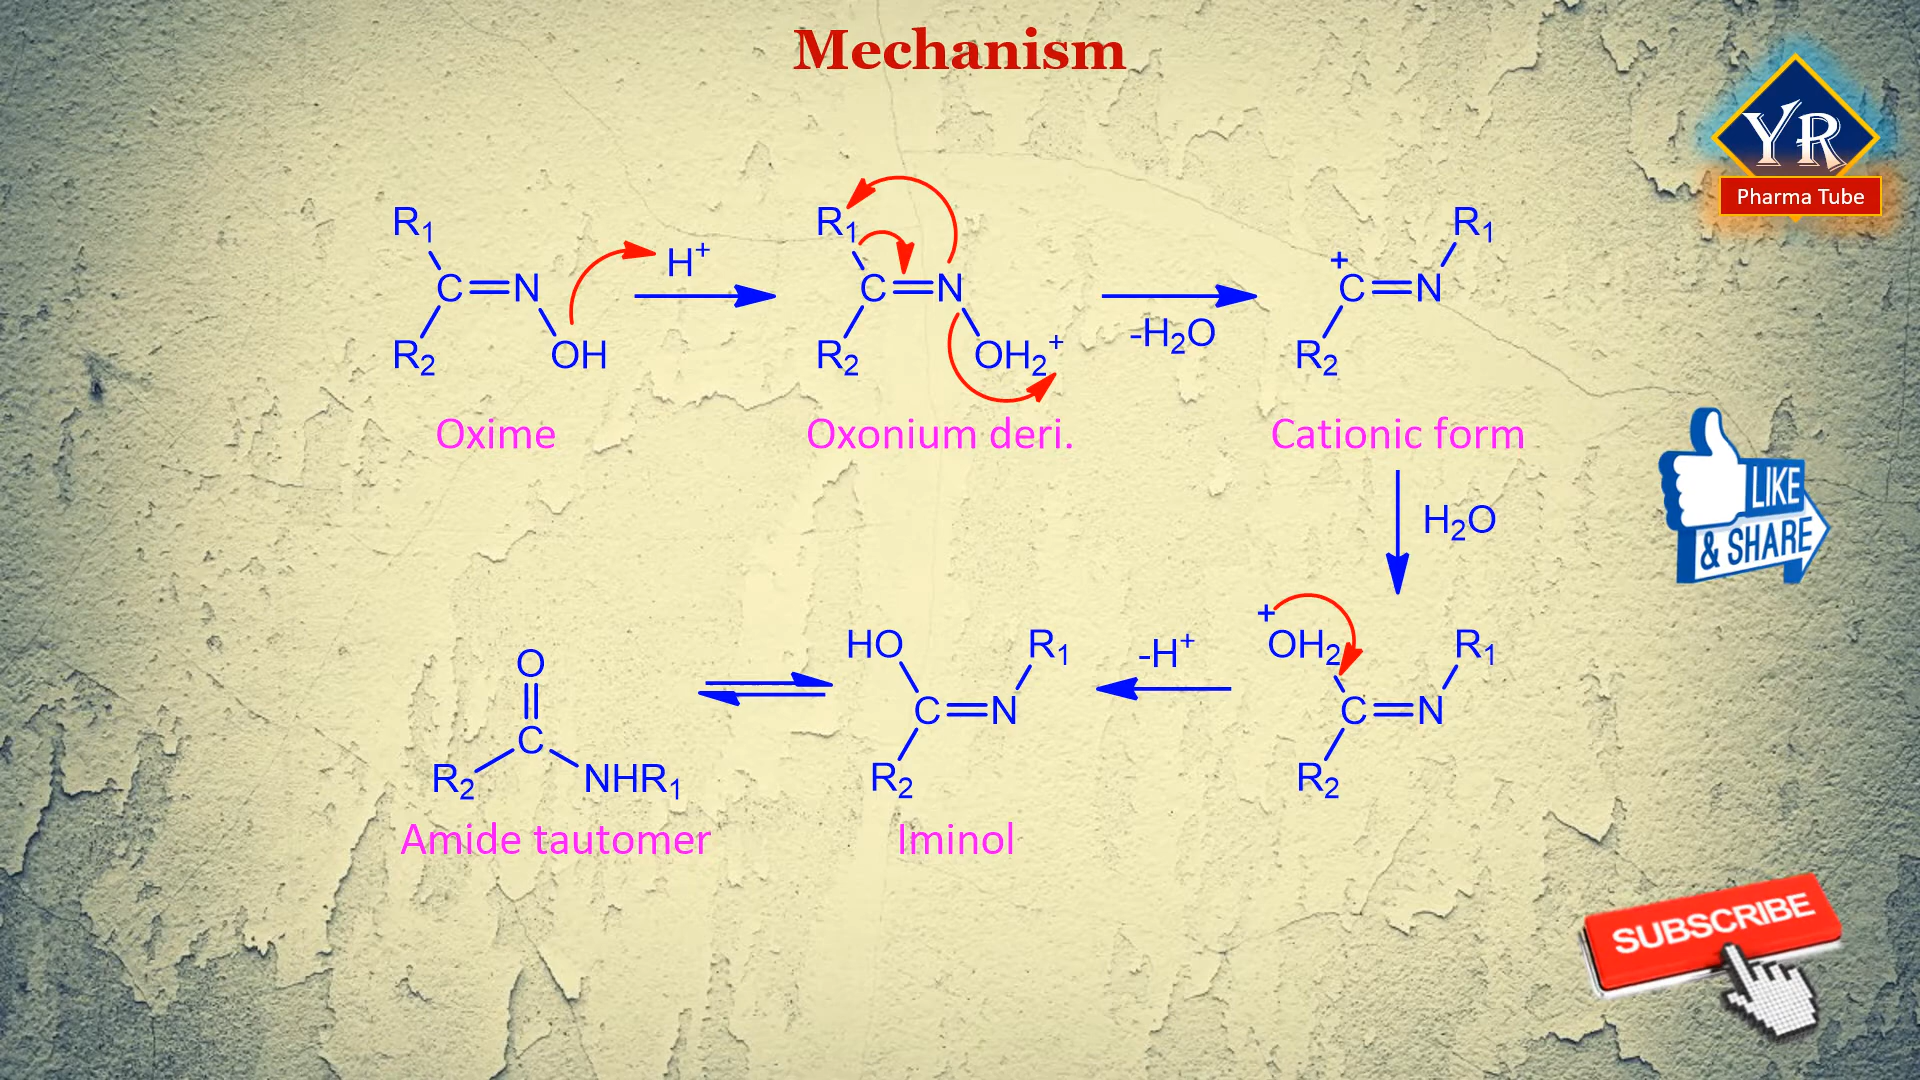 Mechanism
YR
Pharma Tube
R1
C=N
R2
OH
H+
R1
C=N
R2
OH2+
-H2O
R1
+
C=N
R2
Oxime
Oxonium deri.
Cationic form
H2O
LIKE
& SHARE
O
C
R2
NHR1
HO
R1
C=N
R2
-H+
+
OH2
R1
C=N
R2
Amide tautomer
Iminol
SUBSCRIBE